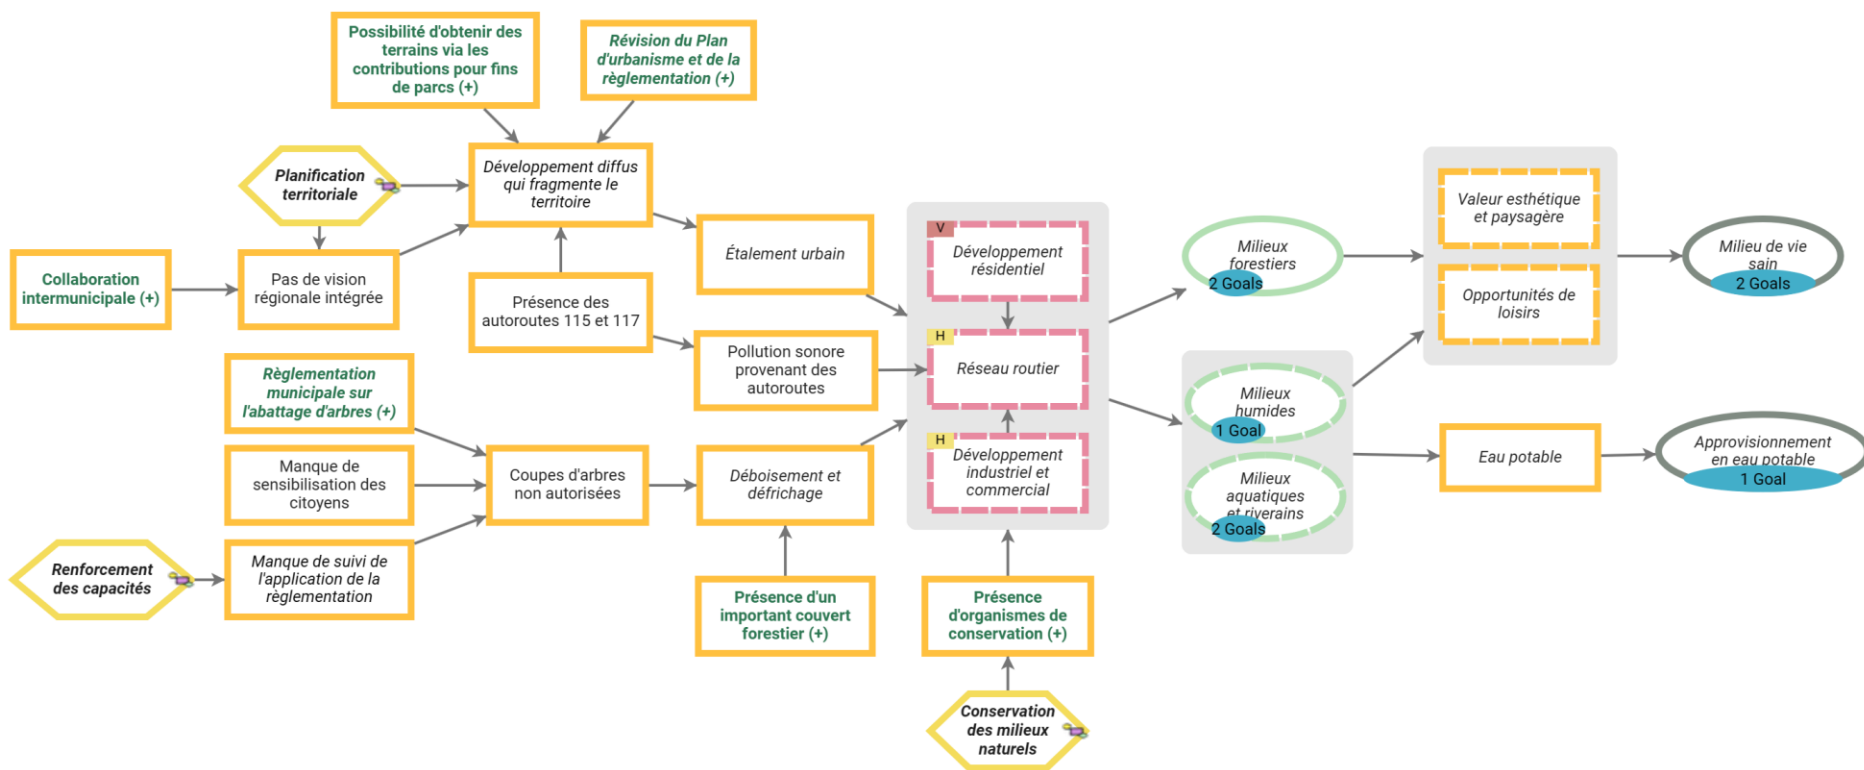 Possibilité d'obtenir des
terrains via les
contributions pour fins
de parcs (+)
Révision du Plan
d'urbanisme et de la
règlementation (+)
Planification
territoriale
Développement diffus
qui fragmente le
territoire
Collaboration
intermunicipale (+)
Pas de vision
régionale intégrée
Étalement urbain
Présence des
autoroutes 115 et 117
Pollution sonore
provenant des
autoroutes
Règlementation
municipale sur
l'abattage d'arbres (+)
Manque de
sensibilisation des
citoyens
Coupes d'arbres
non autorisées
Déboisement et
défrichage
Renforcement
des capacités
Manque de suivi de
l'application de la
règlementation
Présence d'un
important couvert
forestier (+)
V
Développement
résidentiel
H
Réseau routier
H
Développement
industriel et
commercial
Présence
d'organismes de
conservation (+)
Conservation
des milieux
naturels
Milieux
forestiers
2 Goals
Milieux
humides
1 Goal
Milieux
aquatiques
et riverains
2 Goals
Valeur esthétique
et paysagère
Opportunités de
loisirs
Eau potable
Milieu de vie
sain
2 Goals
Approvisionnement
en eau potable
1 Goal